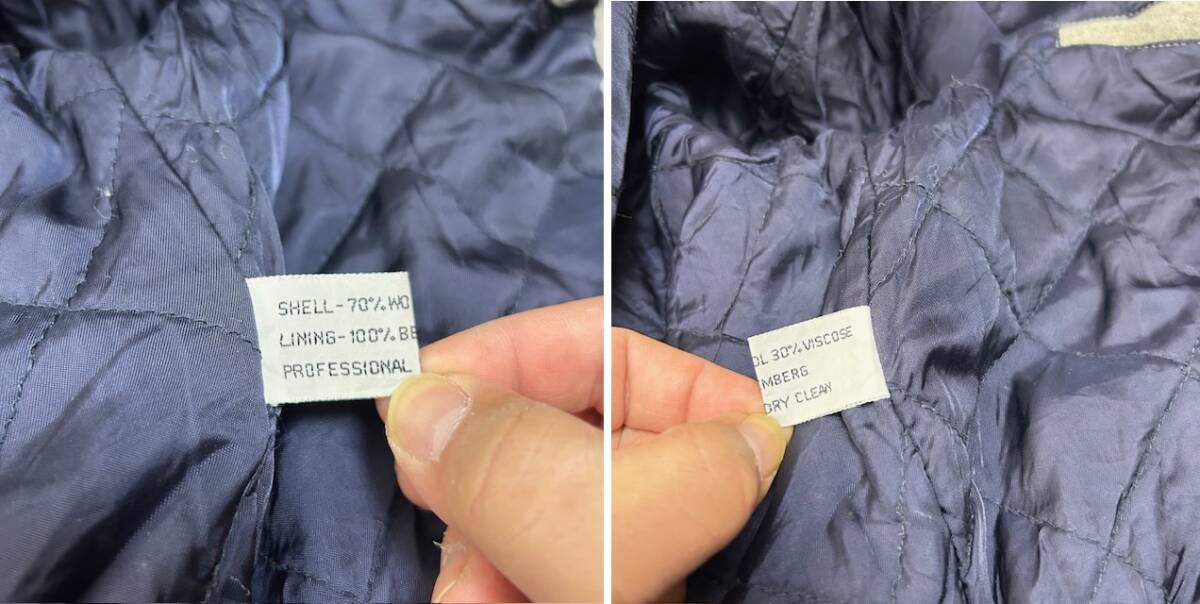 SHELL-70% WO
LINING-100% BE
PROFESSIONAL
OL 30% VISCOSE
MBERG
DRY CLEAN